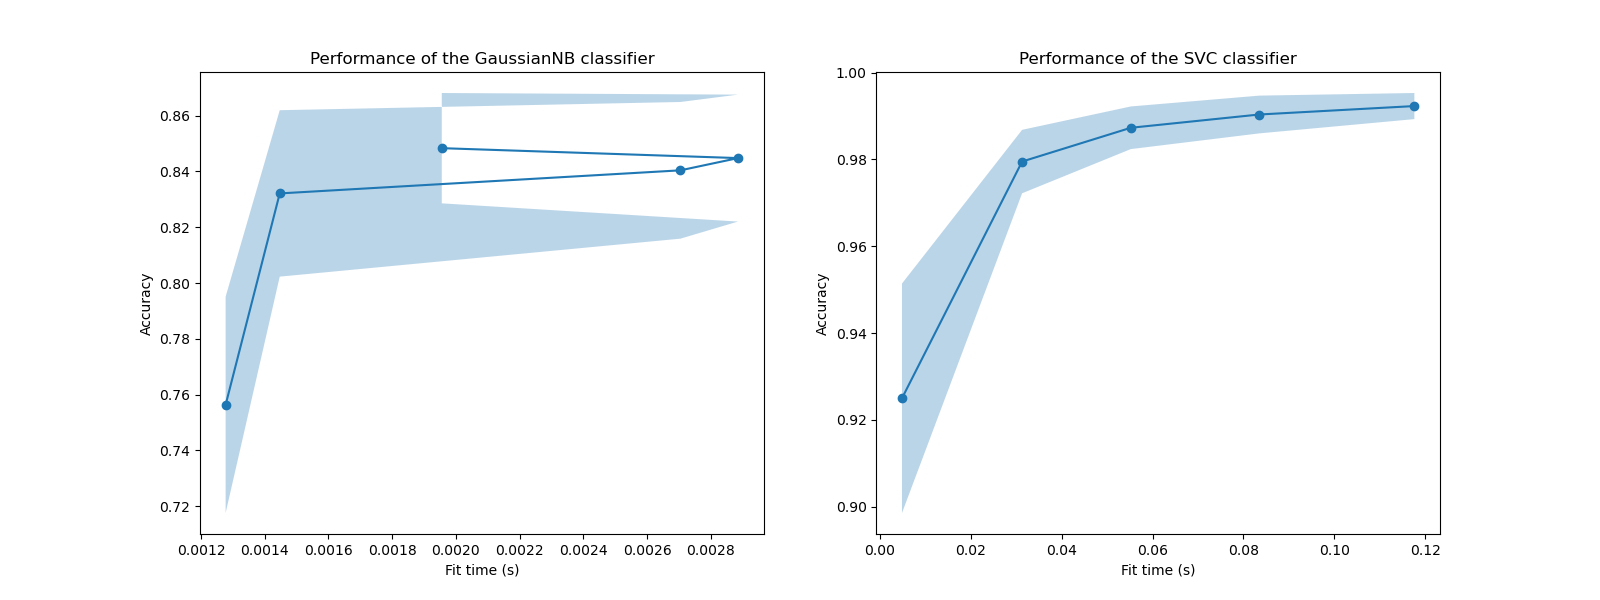 Performance of the GaussianNB classifier
Accuracy
0.86
0.84
0.82
0.80
0.78
0.76
0.74
0.72
0.0012 0.0014 0.0016 0.0018 0.0020 0.0022 0.0024 0.0026 0.0028
Fit time (s)
Performance of the SVC classifier
Accuracy
1.00
0.98
0.96
0.94
0.92
0.90
0.00 0.02 0.04 0.06 0.08 0.10 0.12
Fit time (s)